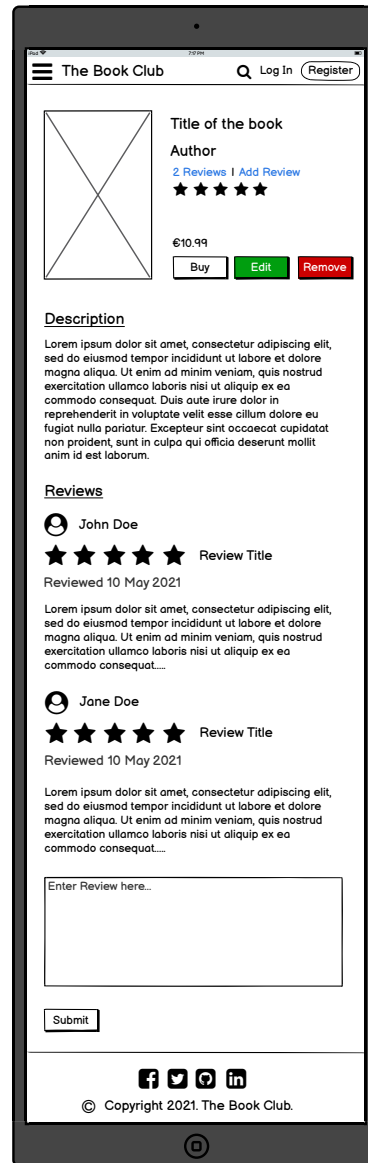 iPad 7:17 PM
The Book Club Log In Register
Title of the book
Author
2 Reviews | Add Review
€10.99
Buy Edit Remove
Description
Lorem ipsum dolor sit amet, consectetur adipiscing elit,
sed do eiusmod tempor incididunt ut labore et dolore
magna aliqua. Ut enim ad minim veniam, quis nostrud
exercitation ullamco laboris nisi ut aliquip ex ea
commodo consequat. Duis aute irure dolor in
reprehenderit in voluptate velit esse cillum dolore eu
fugiat nulla pariatur. Excepteur sint occaecat cupidatat
non proident, sunt in culpa qui officia deserunt mollit
anim id est laborum.
Reviews
John Doe
Review Title
Reviewed 10 May 2021
Lorem ipsum dolor sit amet, consectetur adipiscing elit,
sed do eiusmod tempor incididunt ut labore et dolore
magna aliqua. Ut enim ad minim veniam, quis nostrud
exercitation ullamco laboris nisi ut aliquip ex ea
commodo consequat.....
Jane Doe
Review Title
Reviewed 10 May 2021
Lorem ipsum dolor sit amet, consectetur adipiscing elit,
sed do eiusmod tempor incididunt ut labore et dolore
magna aliqua. Ut enim ad minim veniam, quis nostrud
exercitation ullamco laboris nisi ut aliquip ex ea
commodo consequat.....
Enter Review here...
Submit
© Copyright 2021. The Book Club.